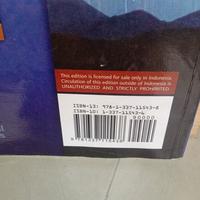 This edition is licensed for sale only in Indonesia.
Circulation of this edition outside of Indonesia is
UNAUTHORIZED AND STRICTLY PROHIBITED
ISBN-13: 978-1-337-11543-8
ISBN-10: 1-337-11543-6
90000